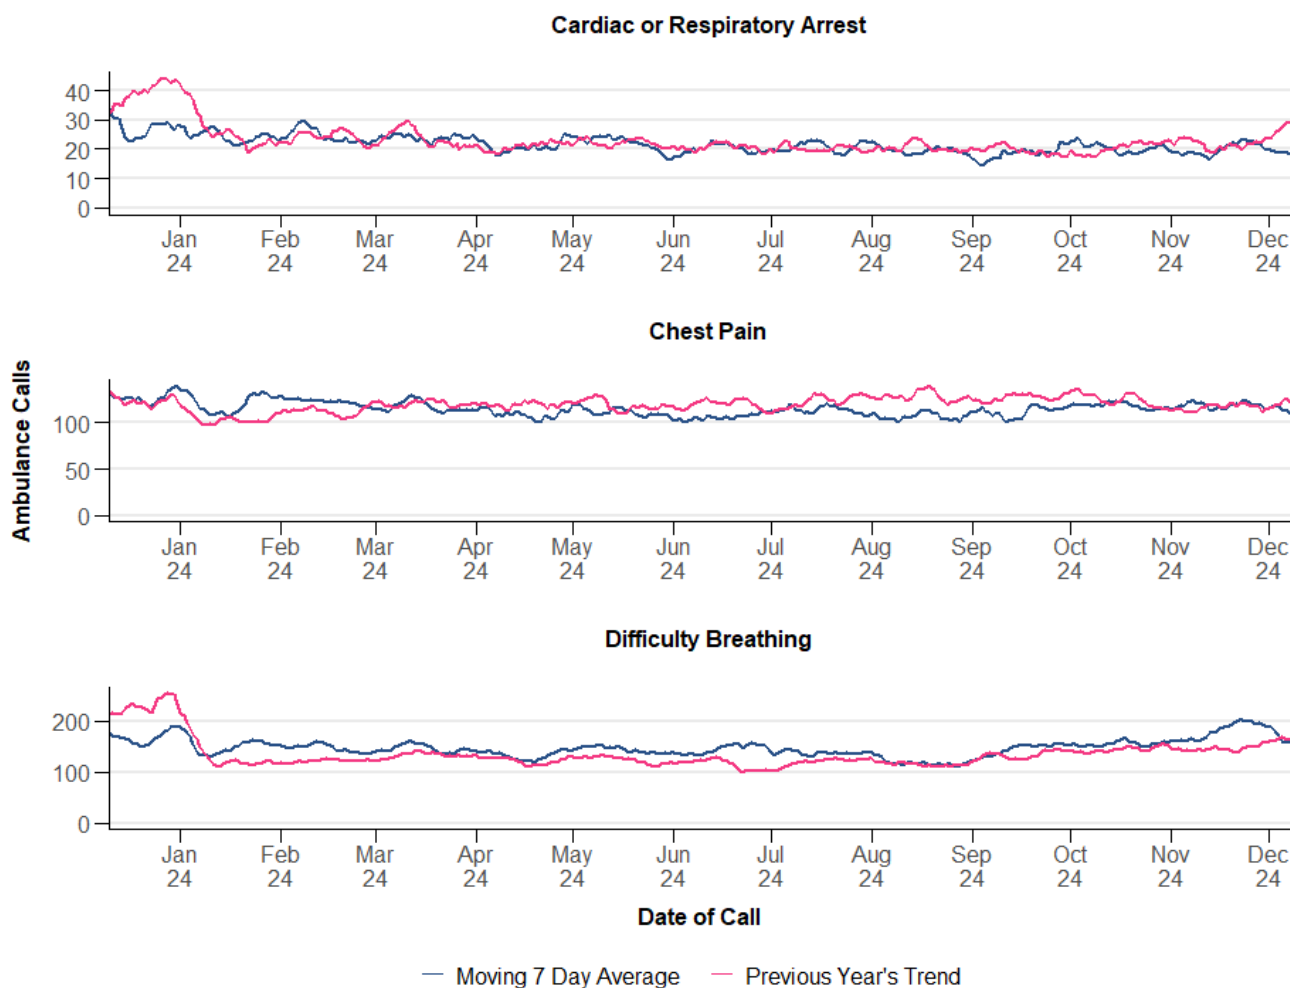 Cardiac or Respiratory Arrest
40
30
20
10
0
Jan Feb Mar Apr May Jun Jul Aug Sep Oct Nov Dec
24 24 24 24 24 24 24 24 24 24 24 24
Chest Pain
100
50
0
Jan Feb Mar Apr May Jun Jul Aug Sep Oct Nov Dec
24 24 24 24 24 24 24 24 24 24 24 24
Ambulance Calls
Difficulty Breathing
200
100
0
Jan Feb Mar Apr May Jun Jul Aug Sep Oct Nov Dec
24 24 24 24 24 24 24 24 24 24 24 24
Date of Call
Moving 7 Day Average Previous Year's Trend